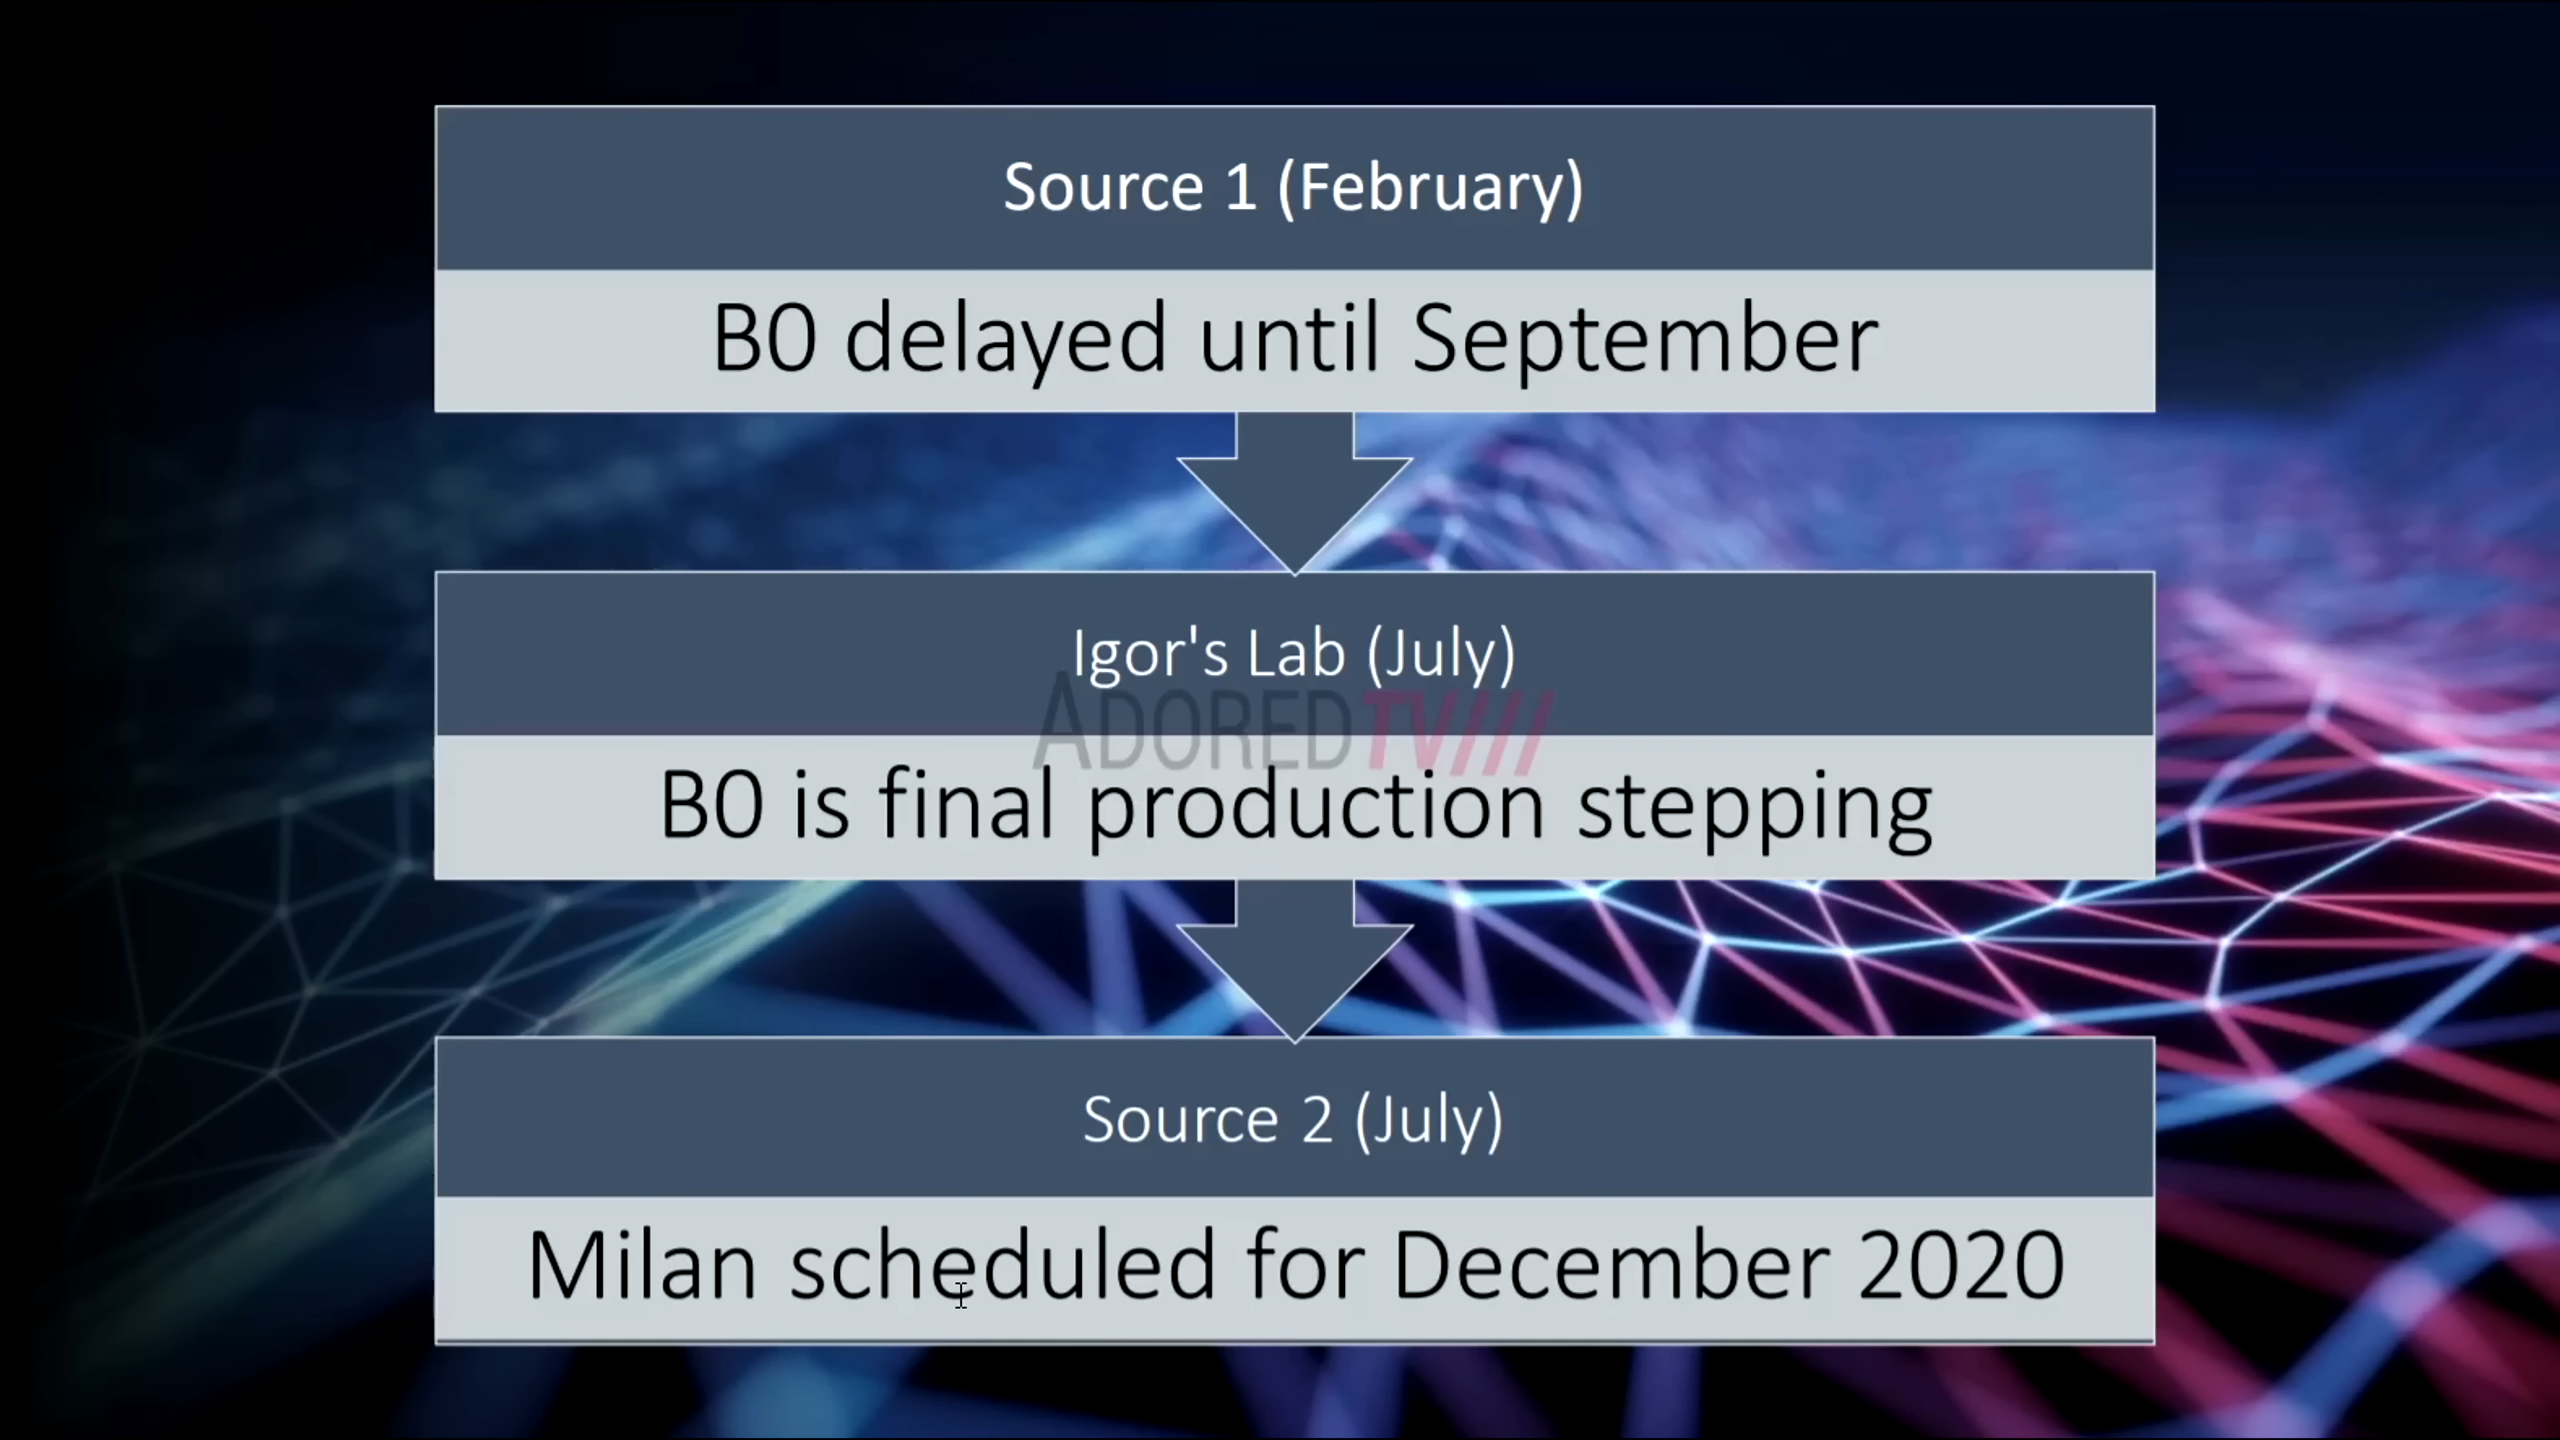 Source 1 (February)
B0 delayed until September
Igor's Lab (July)
ADOREDTV///
B0 is final production stepping
Source 2 (July)
Milan scheduled for December 2020